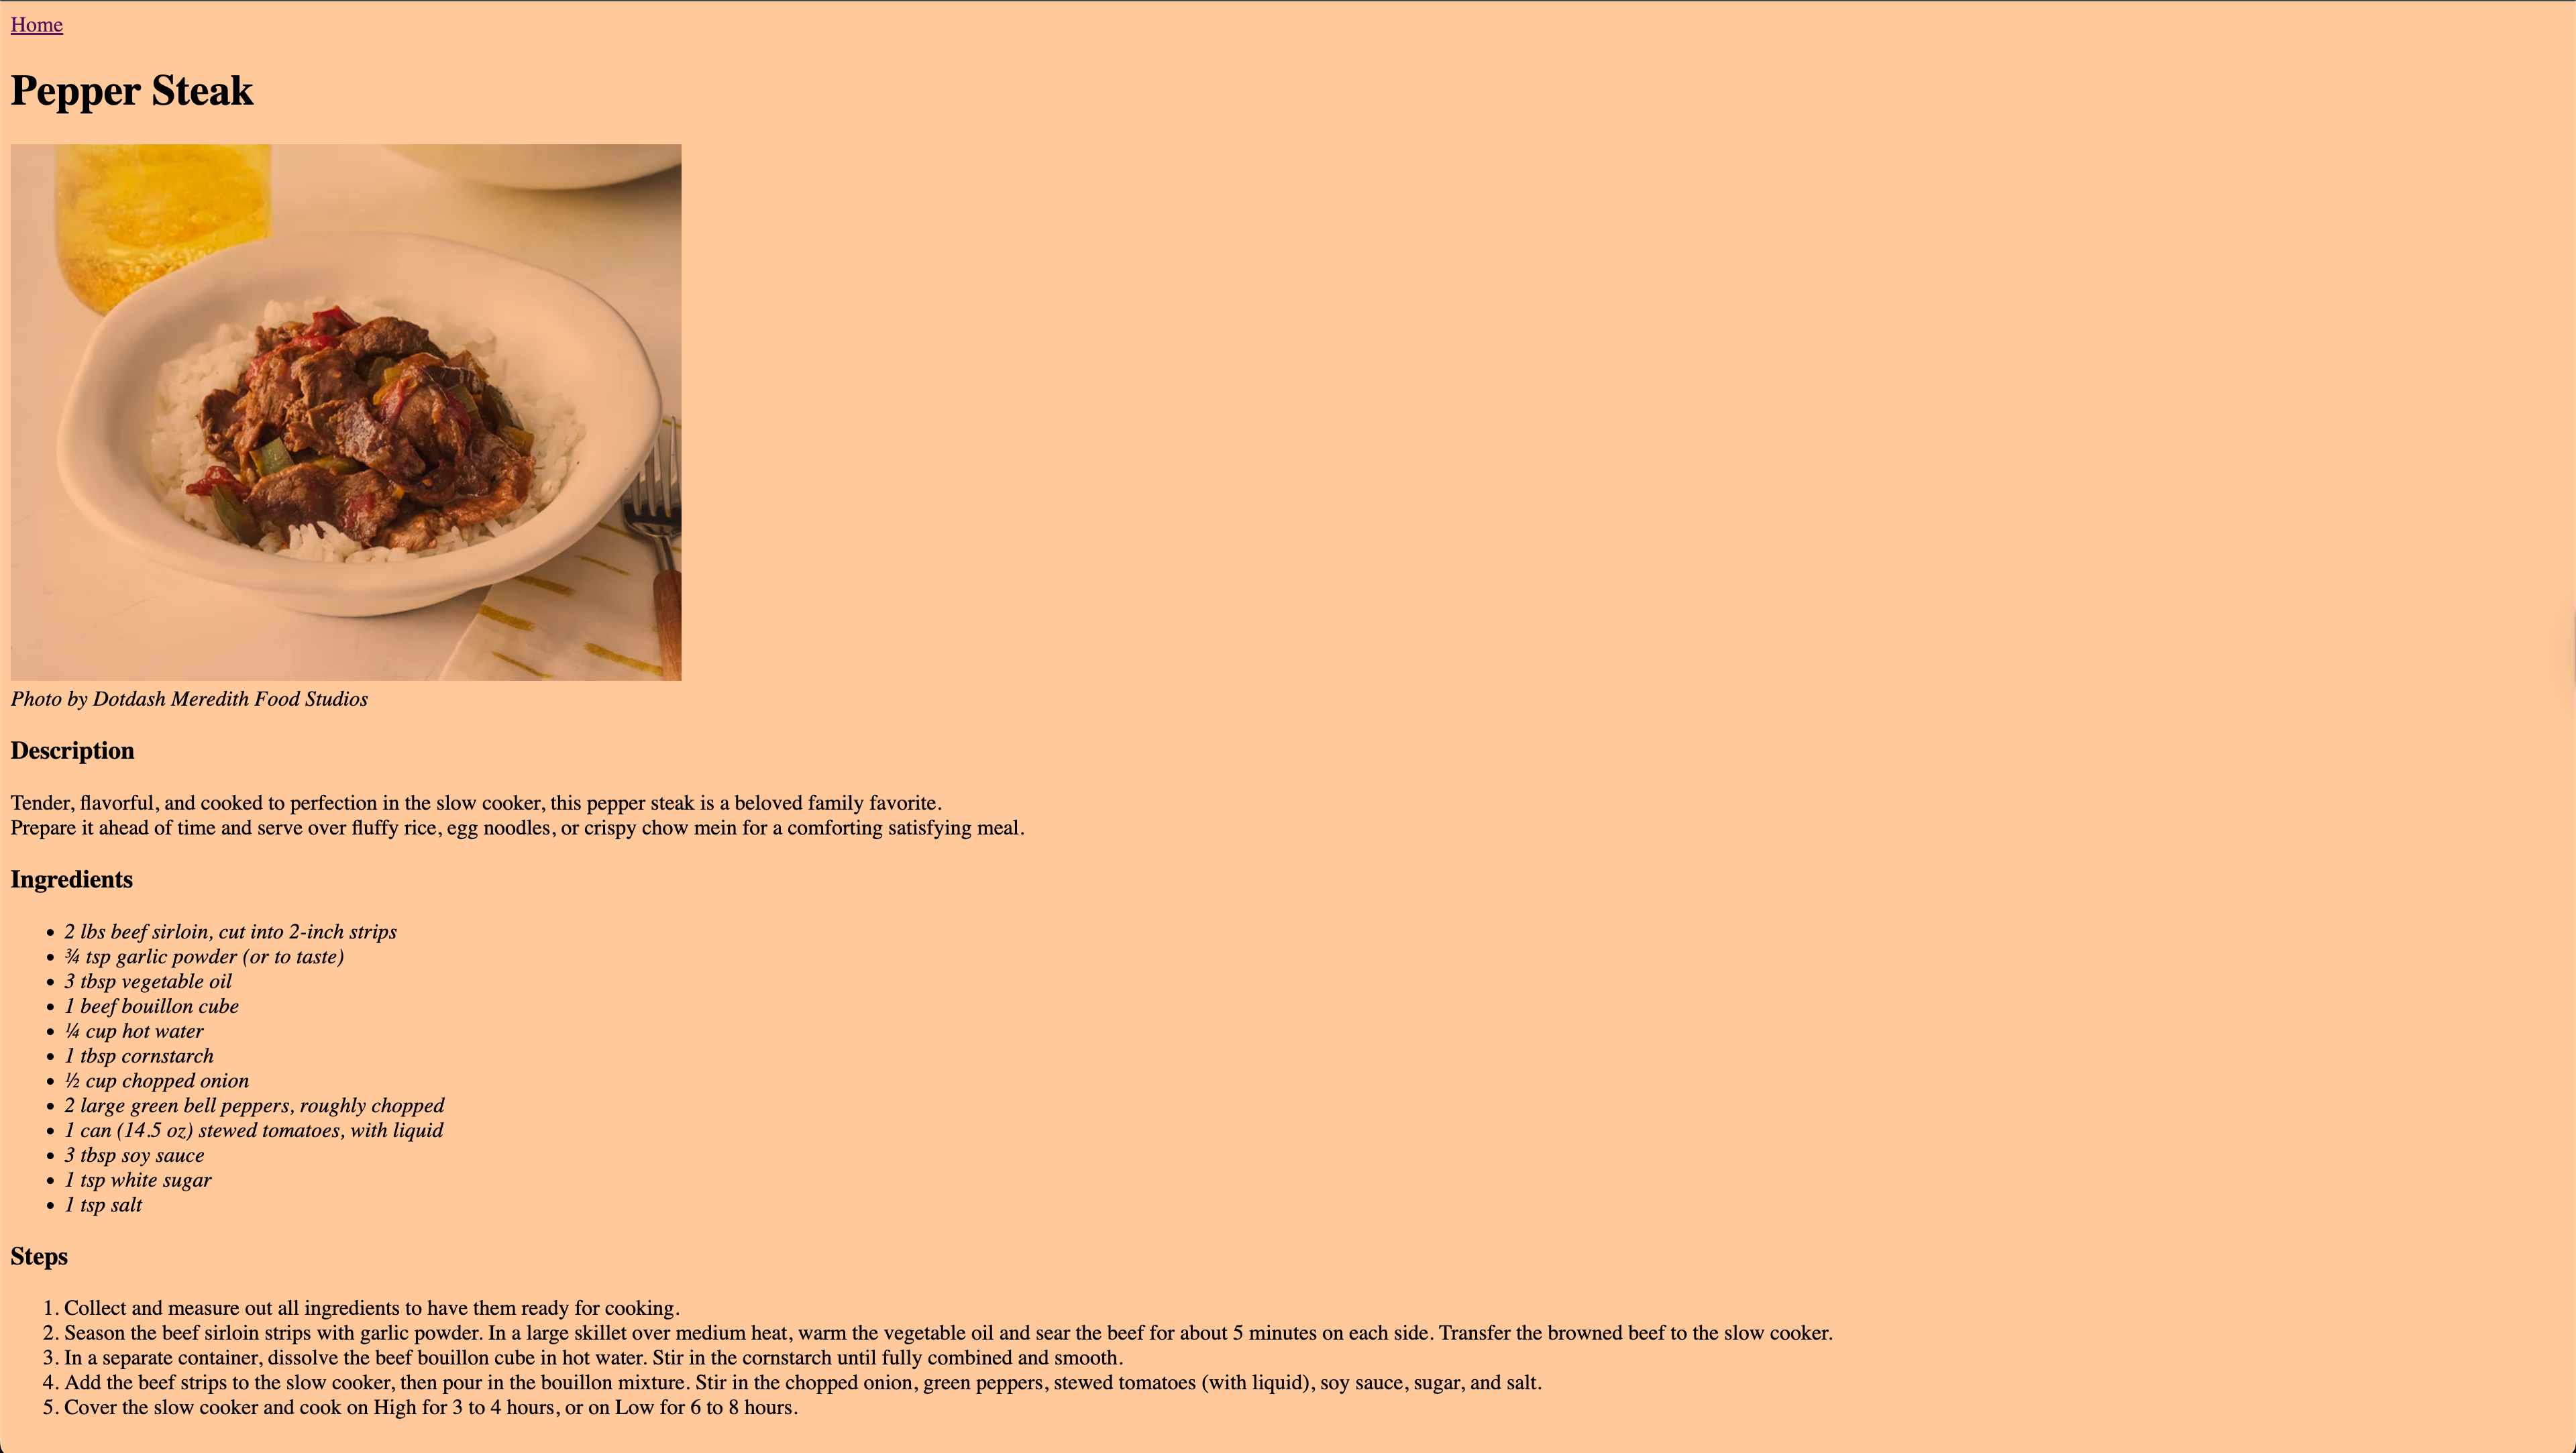 Home
Pepper Steak
Photo by Dotdash Meredith Food Studios
Description
Tender, flavorful, and cooked to perfection in the slow cooker, this pepper steak is a beloved family favorite.
Prepare it ahead of time and serve over fluffy rice, egg noodles, or crispy chow mein for a comforting satisfying meal.
Ingredients
• 2 lbs beef sirloin, cut into 2-inch strips
• ¾ tsp garlic powder (or to taste)
• 3 tbsp vegetable oil
• 1 beef bouillon cube
• ¼ cup hot water
• 1 tbsp cornstarch
• ½ cup chopped onion
• 2 large green bell peppers, roughly chopped
• 1 can (14.5 oz) stewed tomatoes, with liquid
• 3 tbsp soy sauce
• 1 tsp white sugar
• 1 tsp salt
Steps
1. Collect and measure out all ingredients to have them ready for cooking.
2. Season the beef sirloin strips with garlic powder. In a large skillet over medium heat, warm the vegetable oil and sear the beef for about 5 minutes on each side. Transfer the browned beef to the slow cooker.
3. In a separate container, dissolve the beef bouillon cube in hot water. Stir in the cornstarch until fully combined and smooth.
4. Add the beef strips to the slow cooker, then pour in the bouillon mixture. Stir in the chopped onion, green peppers, stewed tomatoes (with liquid), soy sauce, sugar, and salt.
5. Cover the slow cooker and cook on High for 3 to 4 hours, or on Low for 6 to 8 hours.